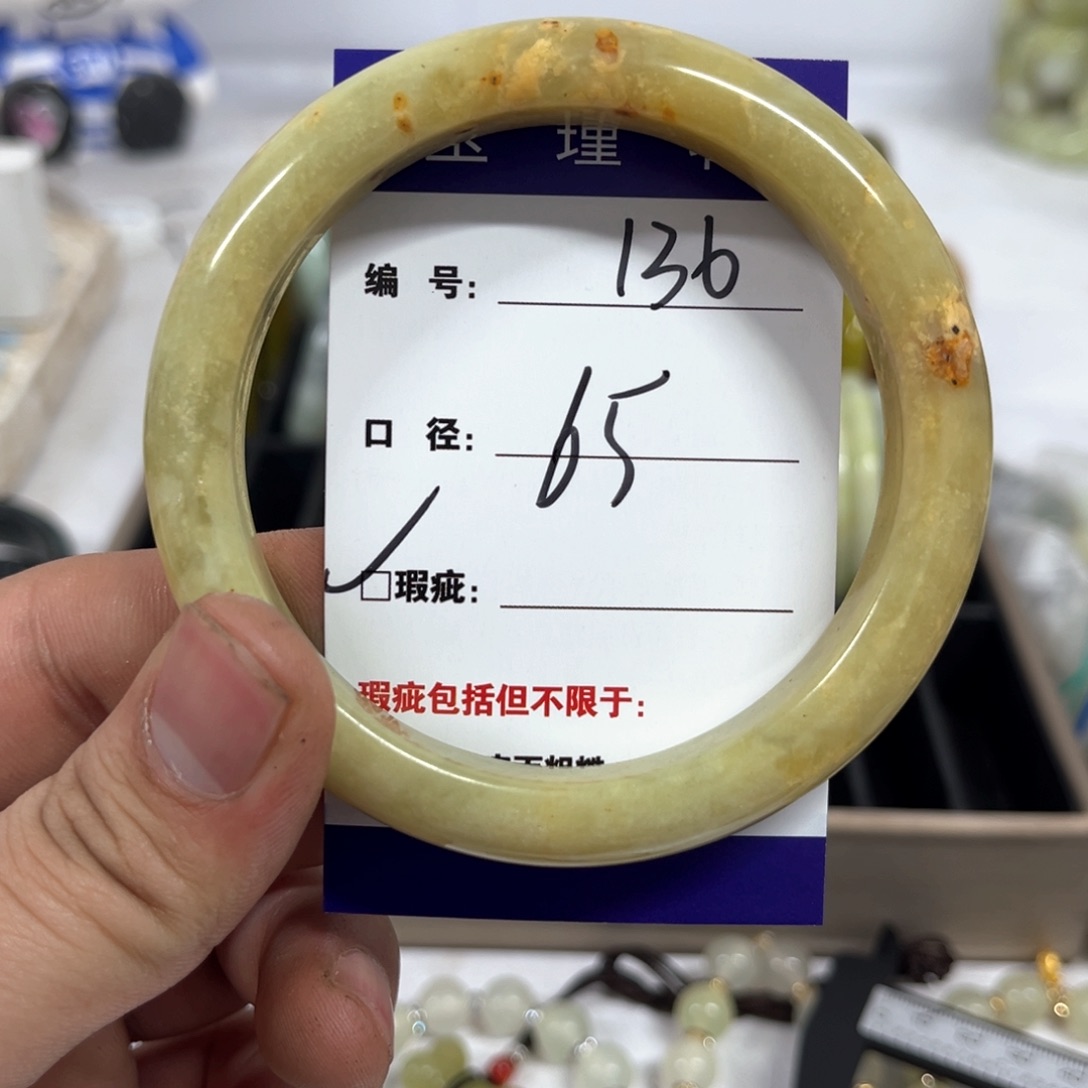 瑾
编 号: 136
口 径: 65
□瑕疵:
瑕疵包括但不限于: